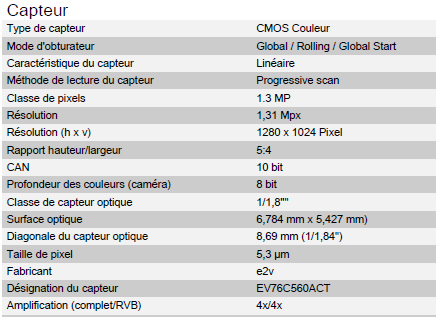 Capteur
Type de capteur CMOS Couleur
Mode d'obturateur Global / Rolling / Global Start
Caractéristique du capteur Linéaire
Méthode de lecture du capteur Progressive scan
Classe de pixels 1.3 MP
Résolution 1,31 Mpx
Résolution (h x v) 1280 x 1024 Pixel
Rapport hauteur/largeur 5:4
CAN 10 bit
Profondeur des couleurs (caméra) 8 bit
Classe de capteur optique 1/1,8""
Surface optique 6,784 mm x 5,427 mm)
Diagonale du capteur optique 8,69 mm (1/1,84")
Taille de pixel 5,3 µm
Fabricant e2v
Désignation du capteur EV76C560ACT
Amplification (complet/RVB) 4x/4x